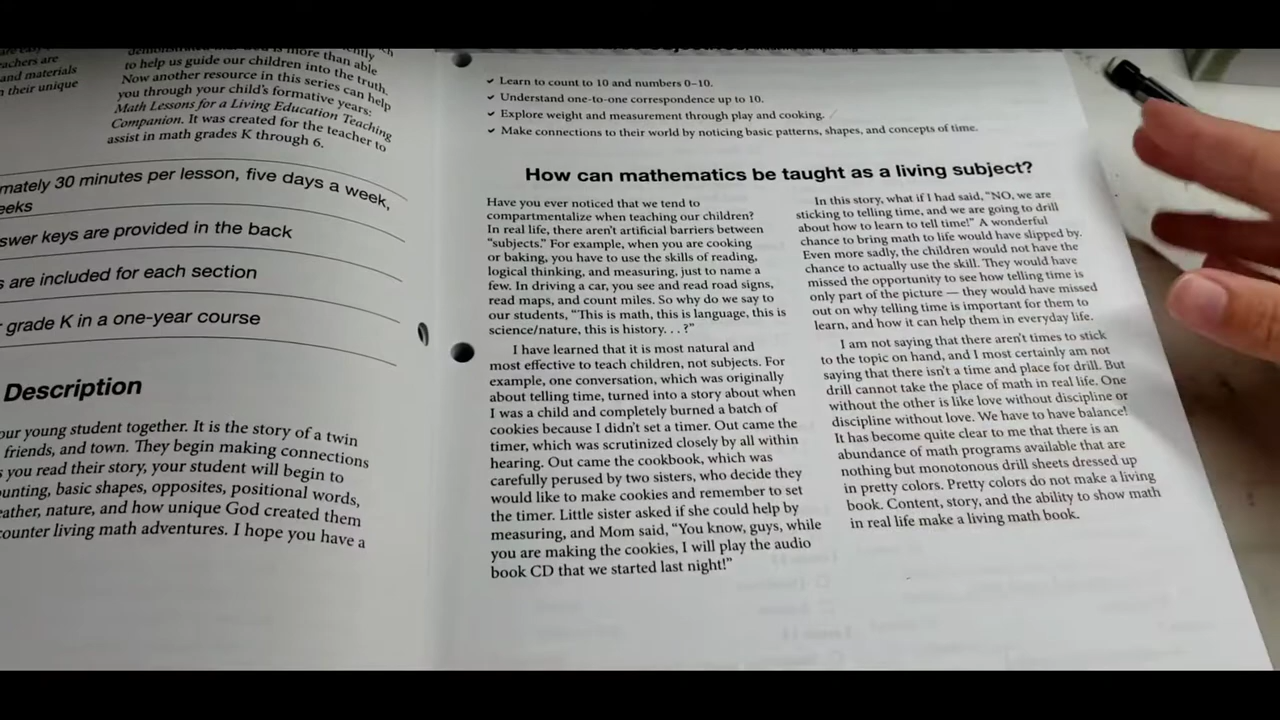 achers are
and materials
n their unique
is more than able
to help us guide our children into the truth.
Now another resource in this series can help
you through your child's formative years:
Math Lessons for a Living Education Teaching
Companion. It was created for the teacher to
assist in math grades K through 6.
mately 30 minutes per lesson, five days a week,
eeks
swer keys are provided in the back
s are included for each section
r grade K in a one-year course
Description
our young student together. It is the story of a twin
friends, and town. They begin making connections
s you read their story, your student will begin to
ounting, basic shapes, opposites, positional words,
eather, nature, and how unique God created them
counter living math adventures. I hope you have a
✔ Learn to count to 10 and numbers 0–10.
✔ Understand one-to-one correspondence up to 10.
✔ Explore weight and measurement through play and cooking.
✔ Make connections to their world by noticing basic patterns, shapes, and concepts of time.
How can mathematics be taught as a living subject?
Have you ever noticed that we tend to
compartmentalize when teaching our children?
In real life, there aren't artificial barriers between
"subjects." For example, when you are cooking
or baking, you have to use the skills of reading,
logical thinking, and measuring, just to name a
few. In driving a car, you see and read road signs,
read maps, and count miles. So why do we say to
our students, "This is math, this is language, this is
science/nature, this is history. . . ?"
I have learned that it is most natural and
most effective to teach children, not subjects. For
example, one conversation, which was originally
about telling time, turned into a story about when
I was a child and completely burned a batch of
cookies because I didn't set a timer. Out came the
timer, which was scrutinized closely by all within
hearing. Out came the cookbook, which was
carefully perused by two sisters, who decide they
would like to make cookies and remember to set
the timer. Little sister asked if she could help by
measuring, and Mom said, "You know, guys, while
you are making the cookies, I will play the audio
book CD that we started last night!"
In this story, what if I had said, "NO, we are
sticking to telling time, and we are going to drill
about how to learn to tell time!" A wonderful
chance to bring math to life would have slipped by.
Even more sadly, the children would not have the
chance to actually use the skill. They would have
missed the opportunity to see how telling time is
only part of the picture — they would have missed
out on why telling time is important for them to
learn, and how it can help them in everyday life.
I am not saying that there aren't times to stick
to the topic on hand, and I most certainly am not
saying that there isn't a time and place for drill. But
drill cannot take the place of math in real life. One
without the other is like love without discipline or
discipline without love. We have to have balance!
It has become quite clear to me that there is an
abundance of math programs available that are
nothing but monotonous drill sheets dressed up
in pretty colors. Pretty colors do not make a living
book. Content, story, and the ability to show math
in real life make a living math book.